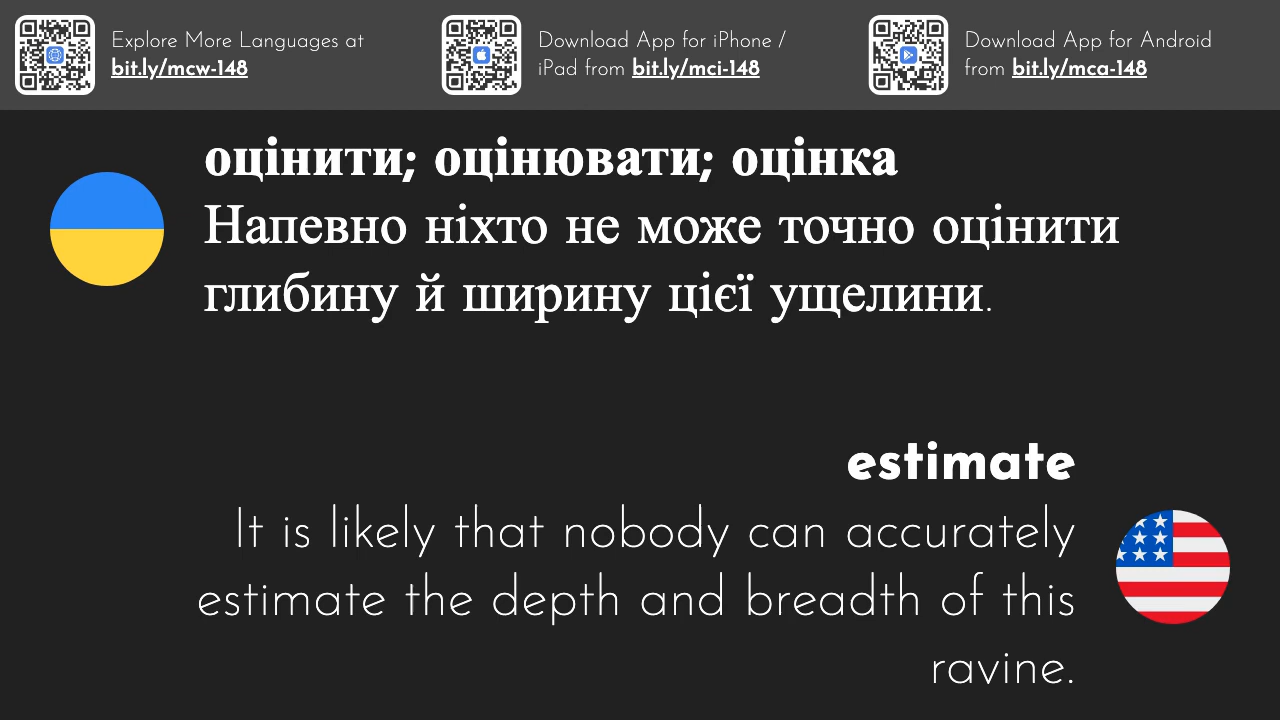 Explore More Languages at
bit.ly/mcw-148
Download App for iPhone /
iPad from bit.ly/mci-148
Download App for Android
from bit.ly/mca-148
оцінити; оцінювати; оцінка
Напевно ніхто не може точно оцінити
глибину й ширину цієї ущелини.
estimate
It is likely that nobody can accurately
estimate the depth and breadth of this
ravine.